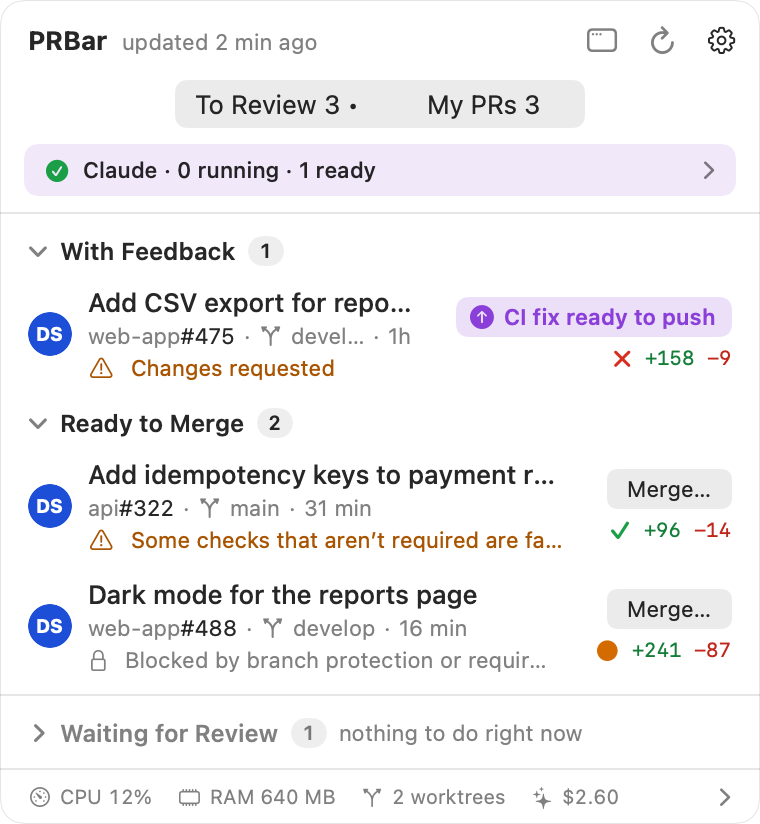 PRBar updated 2 min ago
To Review 3 • My PRs 3
Claude · 0 running · 1 ready
With Feedback 1
Add CSV export for repo...
CI fix ready to push
DS
web-app#475 · devel... · 1h
+158 −9
Changes requested
Ready to Merge 2
Add idempotency keys to payment r...
Merge...
DS
api#322 · main · 31 min
+96 −14
Some checks that aren’t required are fa...
Dark mode for the reports page
Merge...
DS
web-app#488 · develop · 16 min
+241 −87
Blocked by branch protection or requir...
Waiting for Review 1 nothing to do right now
CPU 12% RAM 640 MB 2 worktrees $2.60